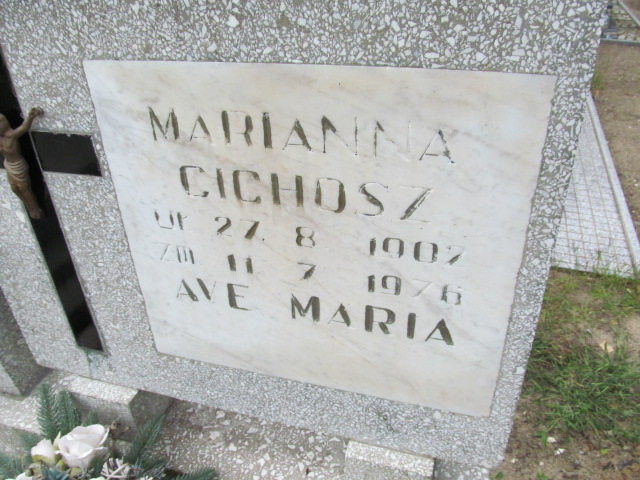 MARIANNA
CICHOSZ
UR 27. 8. 1907
ZM 11 7 1976
AVE MARIA